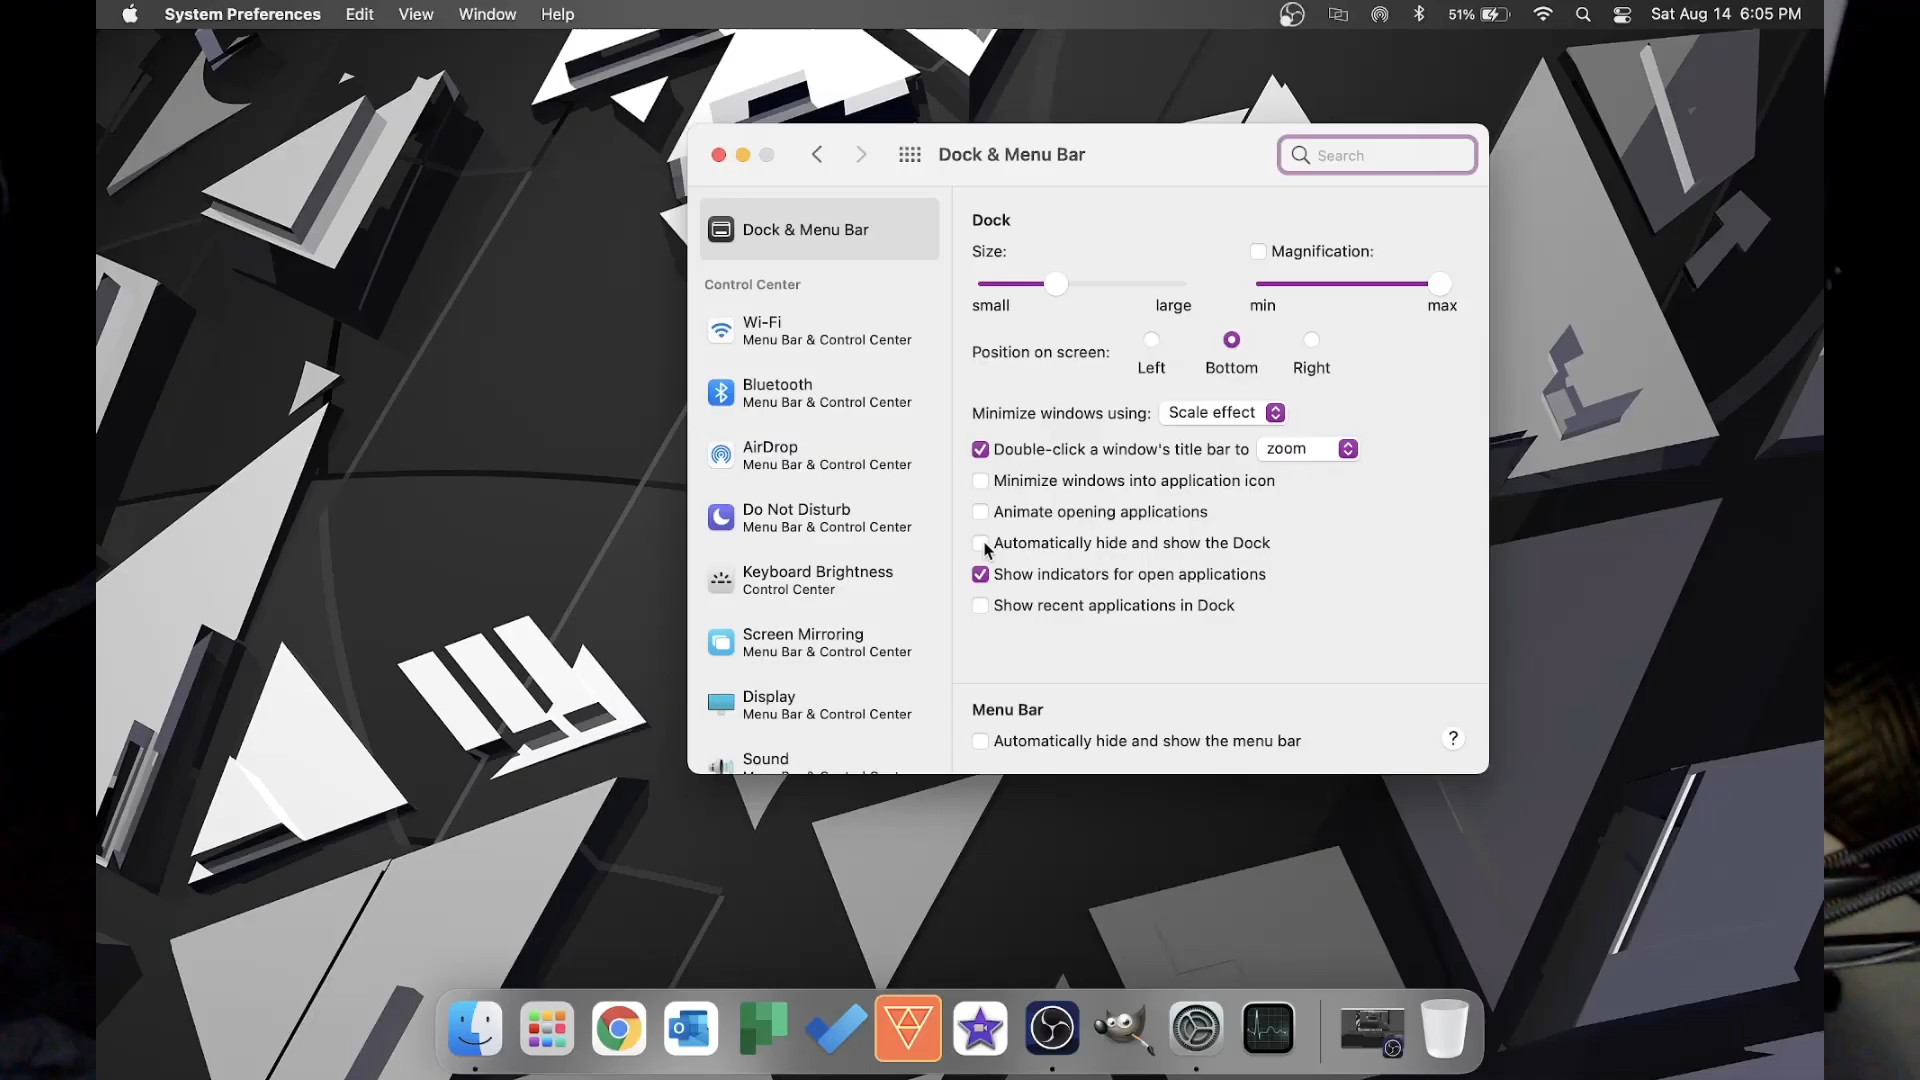 System Preferences Edit View Window Help 51% Sat Aug 14 6:05 PM
Dock & Menu Bar
Search
Dock & Menu Bar
Control Center
Wi-Fi
Menu Bar & Control Center
Bluetooth
Menu Bar & Control Center
AirDrop
Menu Bar & Control Center
Do Not Disturb
Menu Bar & Control Center
Keyboard Brightness
Control Center
Screen Mirroring
Menu Bar & Control Center
Display
Menu Bar & Control Center
Sound
Dock
Size: Magnification:
small large min max
Position on screen: Left Bottom Right
Minimize windows using: Scale effect
Double-click a window's title bar to zoom
Minimize windows into application icon
Animate opening applications
Automatically hide and show the Dock
Show indicators for open applications
Show recent applications in Dock
Menu Bar
Automatically hide and show the menu bar
?